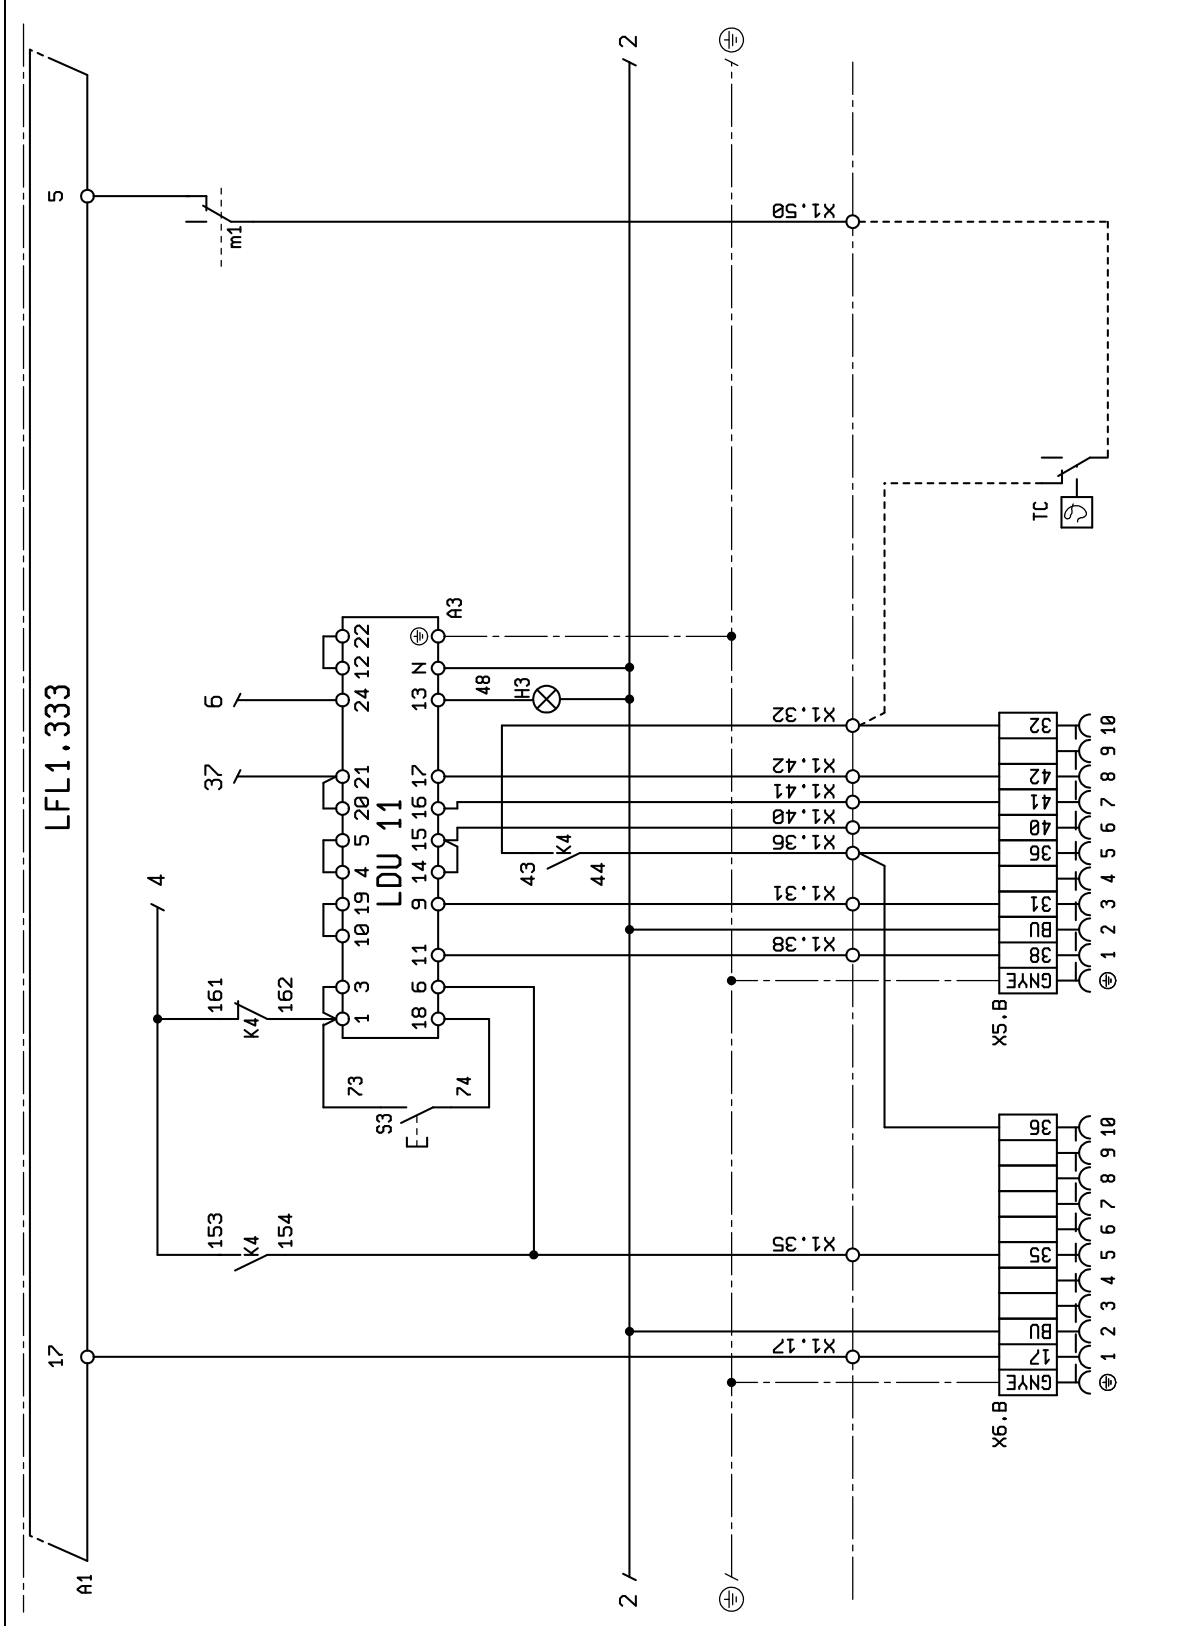 A1
LFL1.333
17
5
m1
4
153
K4
154
161
K4
162
37
6
S3
73
74
A3
LDU 11
1
3
10
19
4
5
20
21
24
12
22
18
6
11
9
14
15
16
17
13
N
48
H3
43
K4
44
2
2
X1.17
X1.35
X1.38
X1.31
X1.36
X1.40
X1.41
X1.42
X1.32
X1.50
TC
X6.B
GNYE
17
BU
35
36
1
2
3
4
5
6
7
8
9
10
X5.B
GNYE
38
BU
31
36
40
41
42
32
1
2
3
4
5
6
7
8
9
10